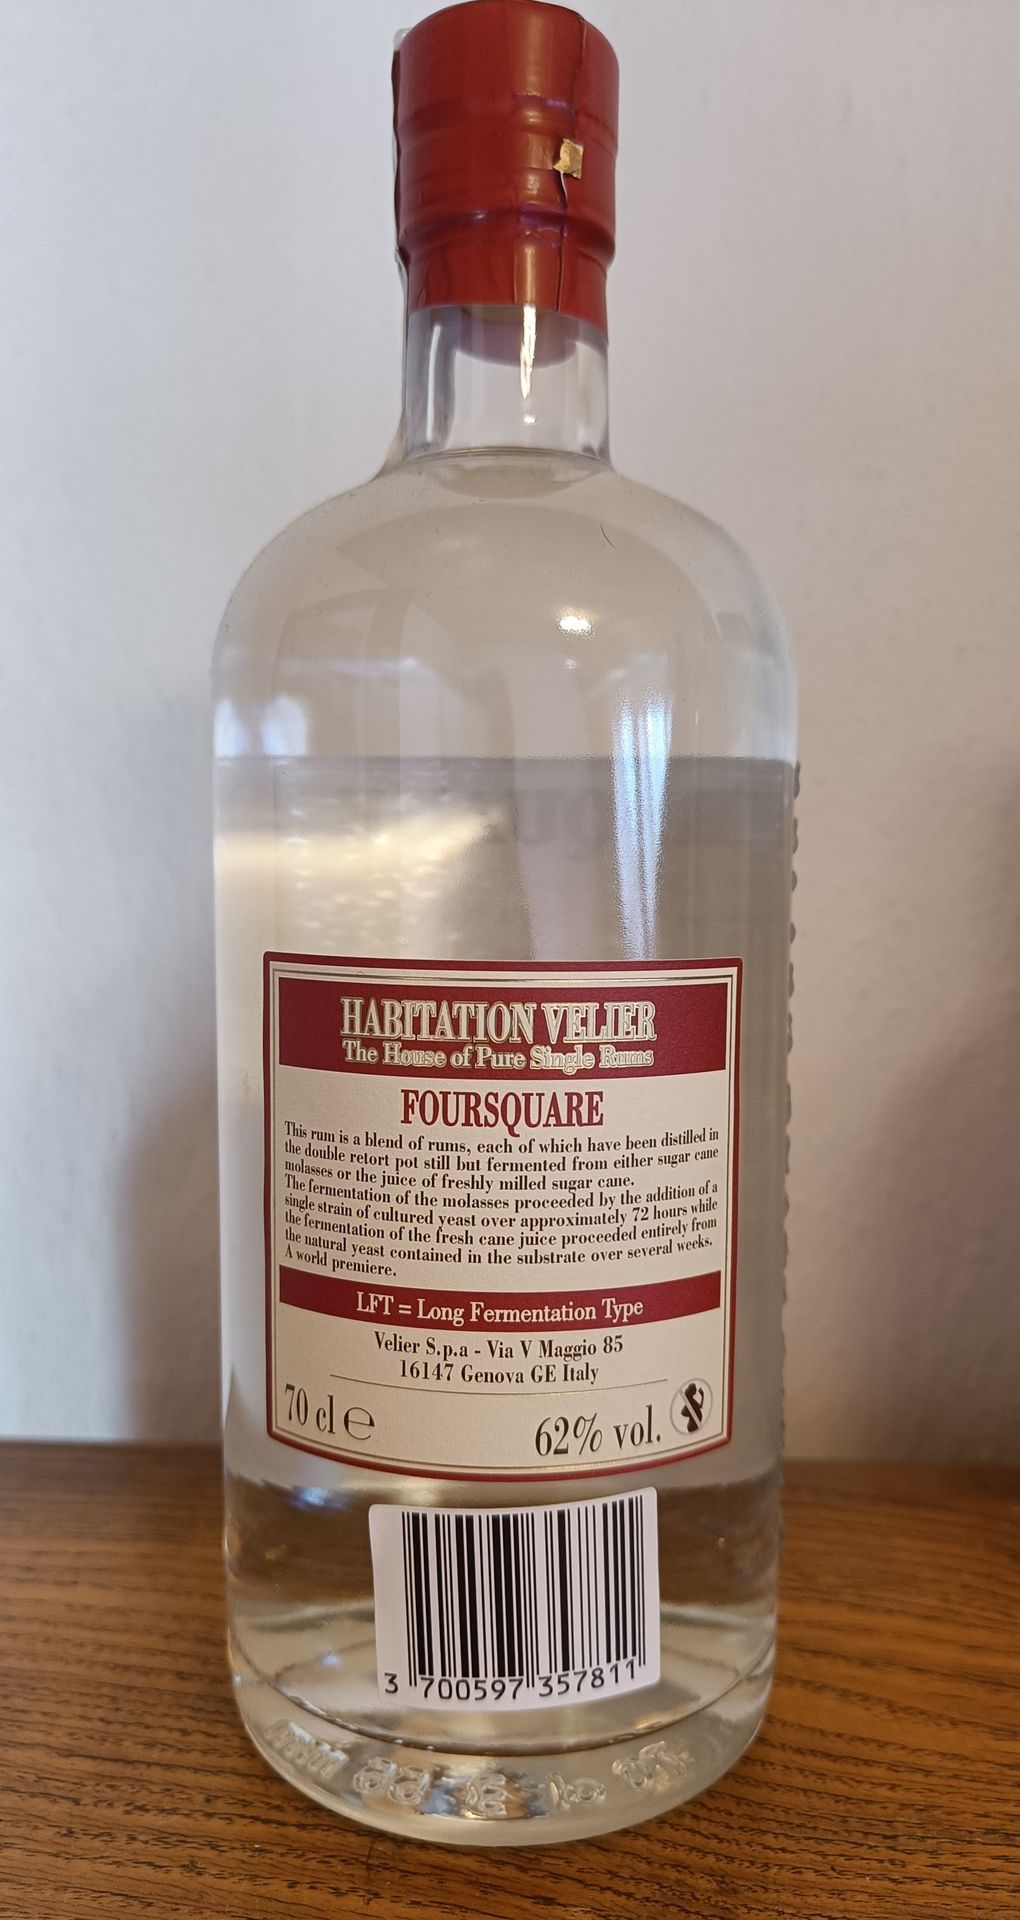 HABITATION VELIER
The House of Pure Single Rums
FOURSQUARE
This rum is a blend of rums, each of which have been distilled in
the double retort pot still but fermented from either sugar cane
molasses or the juice of freshly milled sugar cane.
The fermentation of the molasses proceeded by the addition of a
single strain of cultured yeast over approximately 72 hours while
the fermentation of the fresh cane juice proceeded entirely from
the natural yeast contained in the substrate over several weeks.
A world premiere.
LFT = Long Fermentation Type
Velier S.p.a - Via V Maggio 85
16147 Genova GE Italy
70 cl e 62% vol.
3 700597 357811